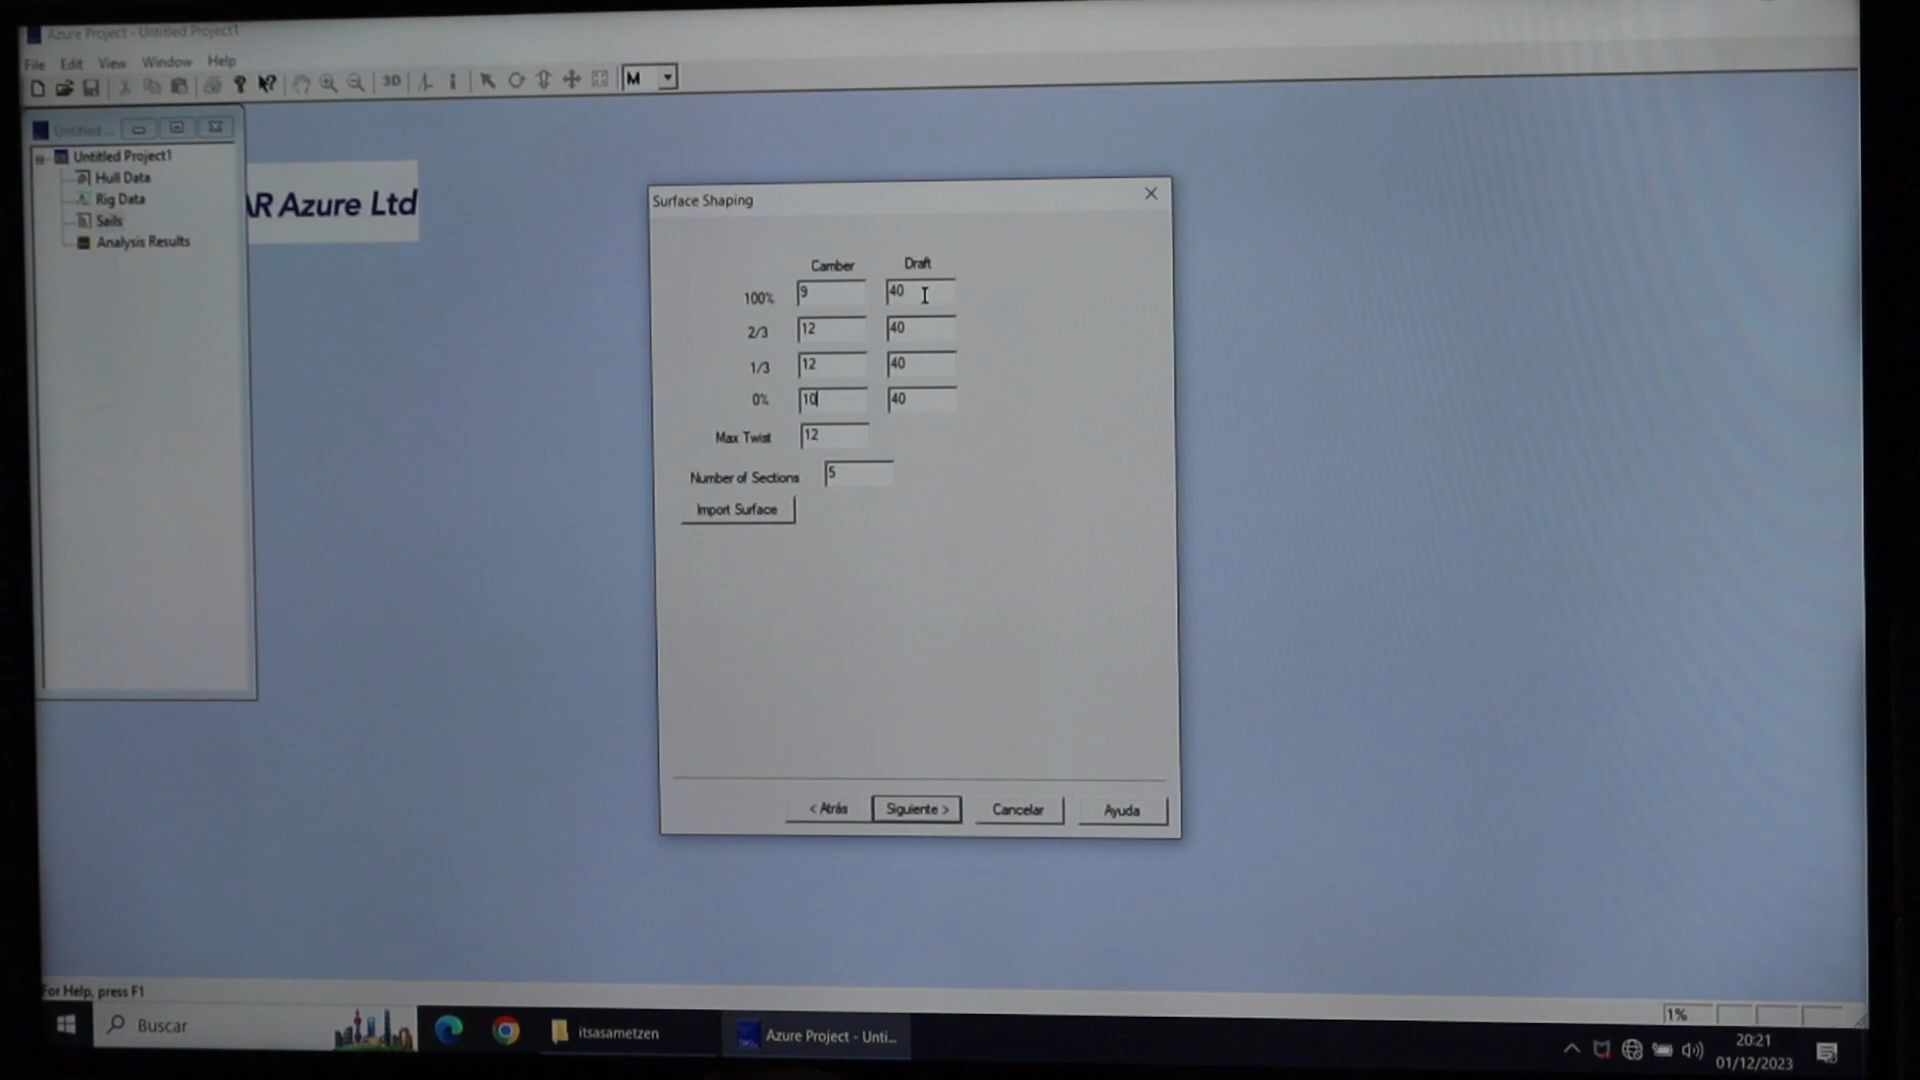 Azure Project - Untitled Project1
File Edit View Window Help
3D M
Untitled ...
Untitled Project1
Hull Data
Rig Data
Sails
Analysis Results
AR Azure Ltd
Surface Shaping
Camber Draft
100% 9 40
2/3 12 40
1/3 12 40
0% 10 40
Max Twist 12
Number of Sections 5
Import Surface
< Atrás Siguiente > Cancelar Ayuda
For Help, press F1
1%
Buscar
itsasametzen
Azure Project - Unti...
20:21
01/12/2023